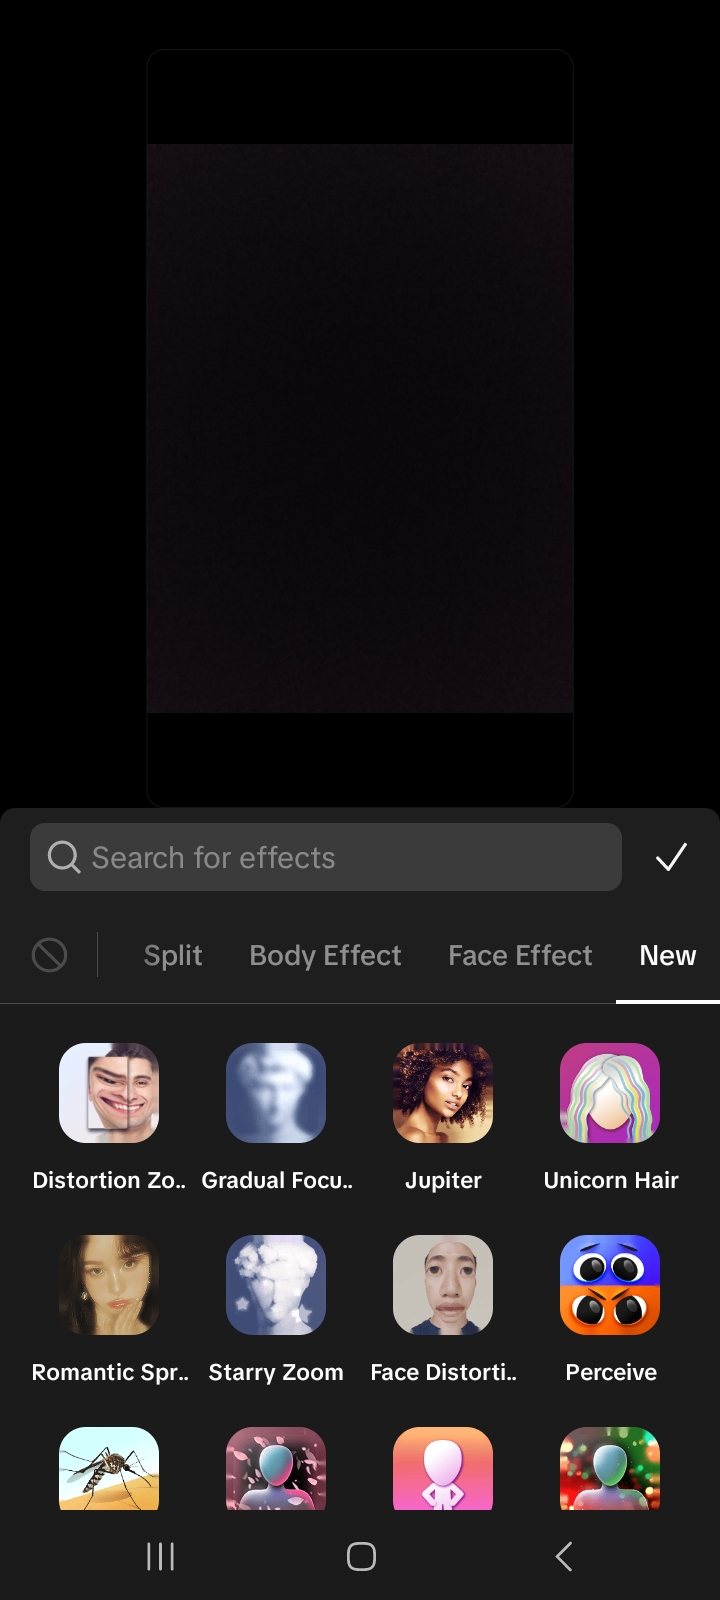 Search for effects
Split Body Effect Face Effect New
Distortion Zo.. Gradual Focu.. Jupiter Unicorn Hair
Romantic Spr.. Starry Zoom Face Distorti.. Perceive